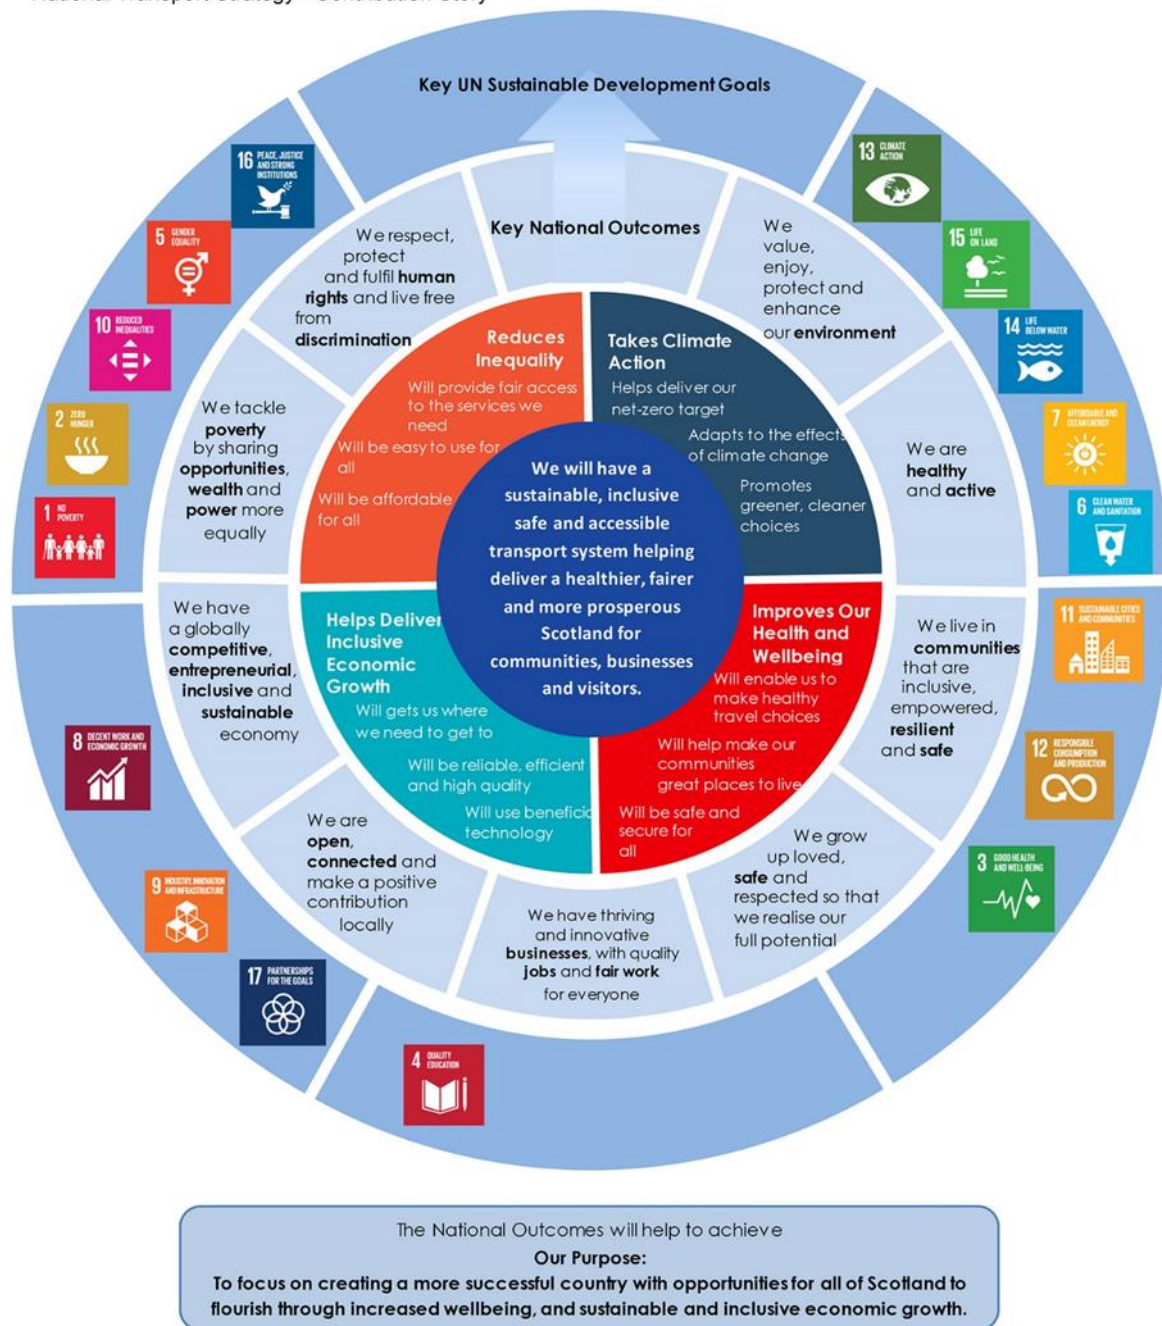 National Transport Strategy - Contribution Story
Key UN Sustainable Development Goals
16 PEACE, JUSTICE
AND STRONG
INSTITUTIONS
5 GENDER
EQUALITY
10 REDUCED
INEQUALITIES
2 ZERO
HUNGER
1 NO
POVERTY
13 CLIMATE
ACTION
15 LIFE
ON LAND
14 LIFE
BELOW WATER
7 AFFORDABLE AND
CLEAN ENERGY
6 CLEAN WATER
AND SANITATION
11 SUSTAINABLE CITIES
AND COMMUNITIES
12 RESPONSIBLE
CONSUMPTION
AND PRODUCTION
3 GOOD HEALTH
AND WELL-BEING
4 QUALITY
EDUCATION
17 PARTNERSHIPS
FOR THE GOALS
9 INDUSTRY, INNOVATION
AND INFRASTRUCTURE
8 DECENT WORK AND
ECONOMIC GROWTH
Key National Outcomes
We
value,
enjoy,
protect and
enhance
our environment
We are
healthy
and active
We live in
communities
that are
inclusive,
empowered,
resilient
and safe
We grow
up loved,
safe and
respected so that
we realise our
full potential
We have thriving
and innovative
businesses, with quality
jobs and fair work
for everyone
We are
open,
connected and
make a positive
contribution
locally
We have
a globally
competitive,
entrepreneurial,
inclusive and
sustainable
economy
We tackle
poverty
by sharing
opportunities,
wealth and
power more
equally
We respect,
protect
and fulfil human
rights and live free
from
discrimination
Reduces
Inequality
Will provide fair access
to the services we
need
Will be easy to use for
all
Will be affordable
for all
Takes Climate
Action
Helps deliver our
net-zero target
Adapts to the effects
of climate change
Promotes
greener, cleaner
choices
Helps Deliver
Inclusive
Economic
Growth
Will gets us where
we need to get to
Will be reliable, efficient
and high quality
Will use beneficia
technology
Improves Our
Health and
Wellbeing
Will enable us to
make healthy
travel choices
Will help make our
communities
great places to live
Will be safe and
secure for
all
We will have a
sustainable, inclusive
safe and accessible
transport system helping
deliver a healthier, fairer
and more prosperous
Scotland for
communities, businesses
and visitors.
The National Outcomes will help to achieve
Our Purpose:
To focus on creating a more successful country with opportunities for all of Scotland to
flourish through increased wellbeing, and sustainable and inclusive economic growth.